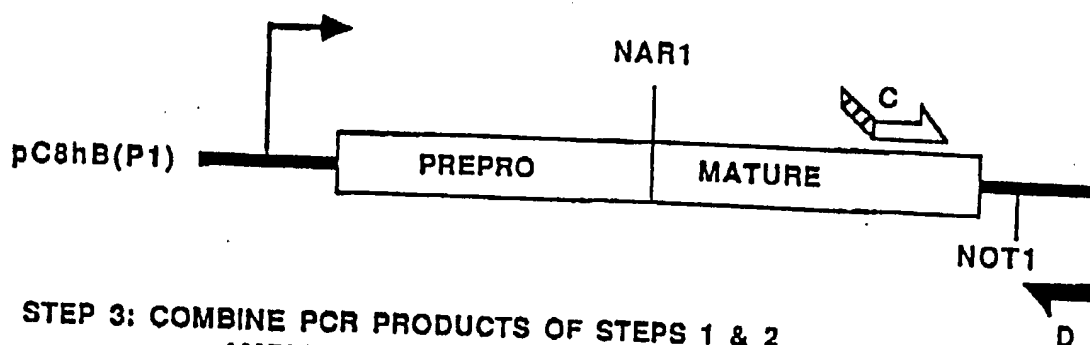 NAR1
C
pC8hB(P1)
PREPRO
MATURE
NOT1
STEP 3: COMBINE PCR PRODUCTS OF STEPS 1 & 2
D